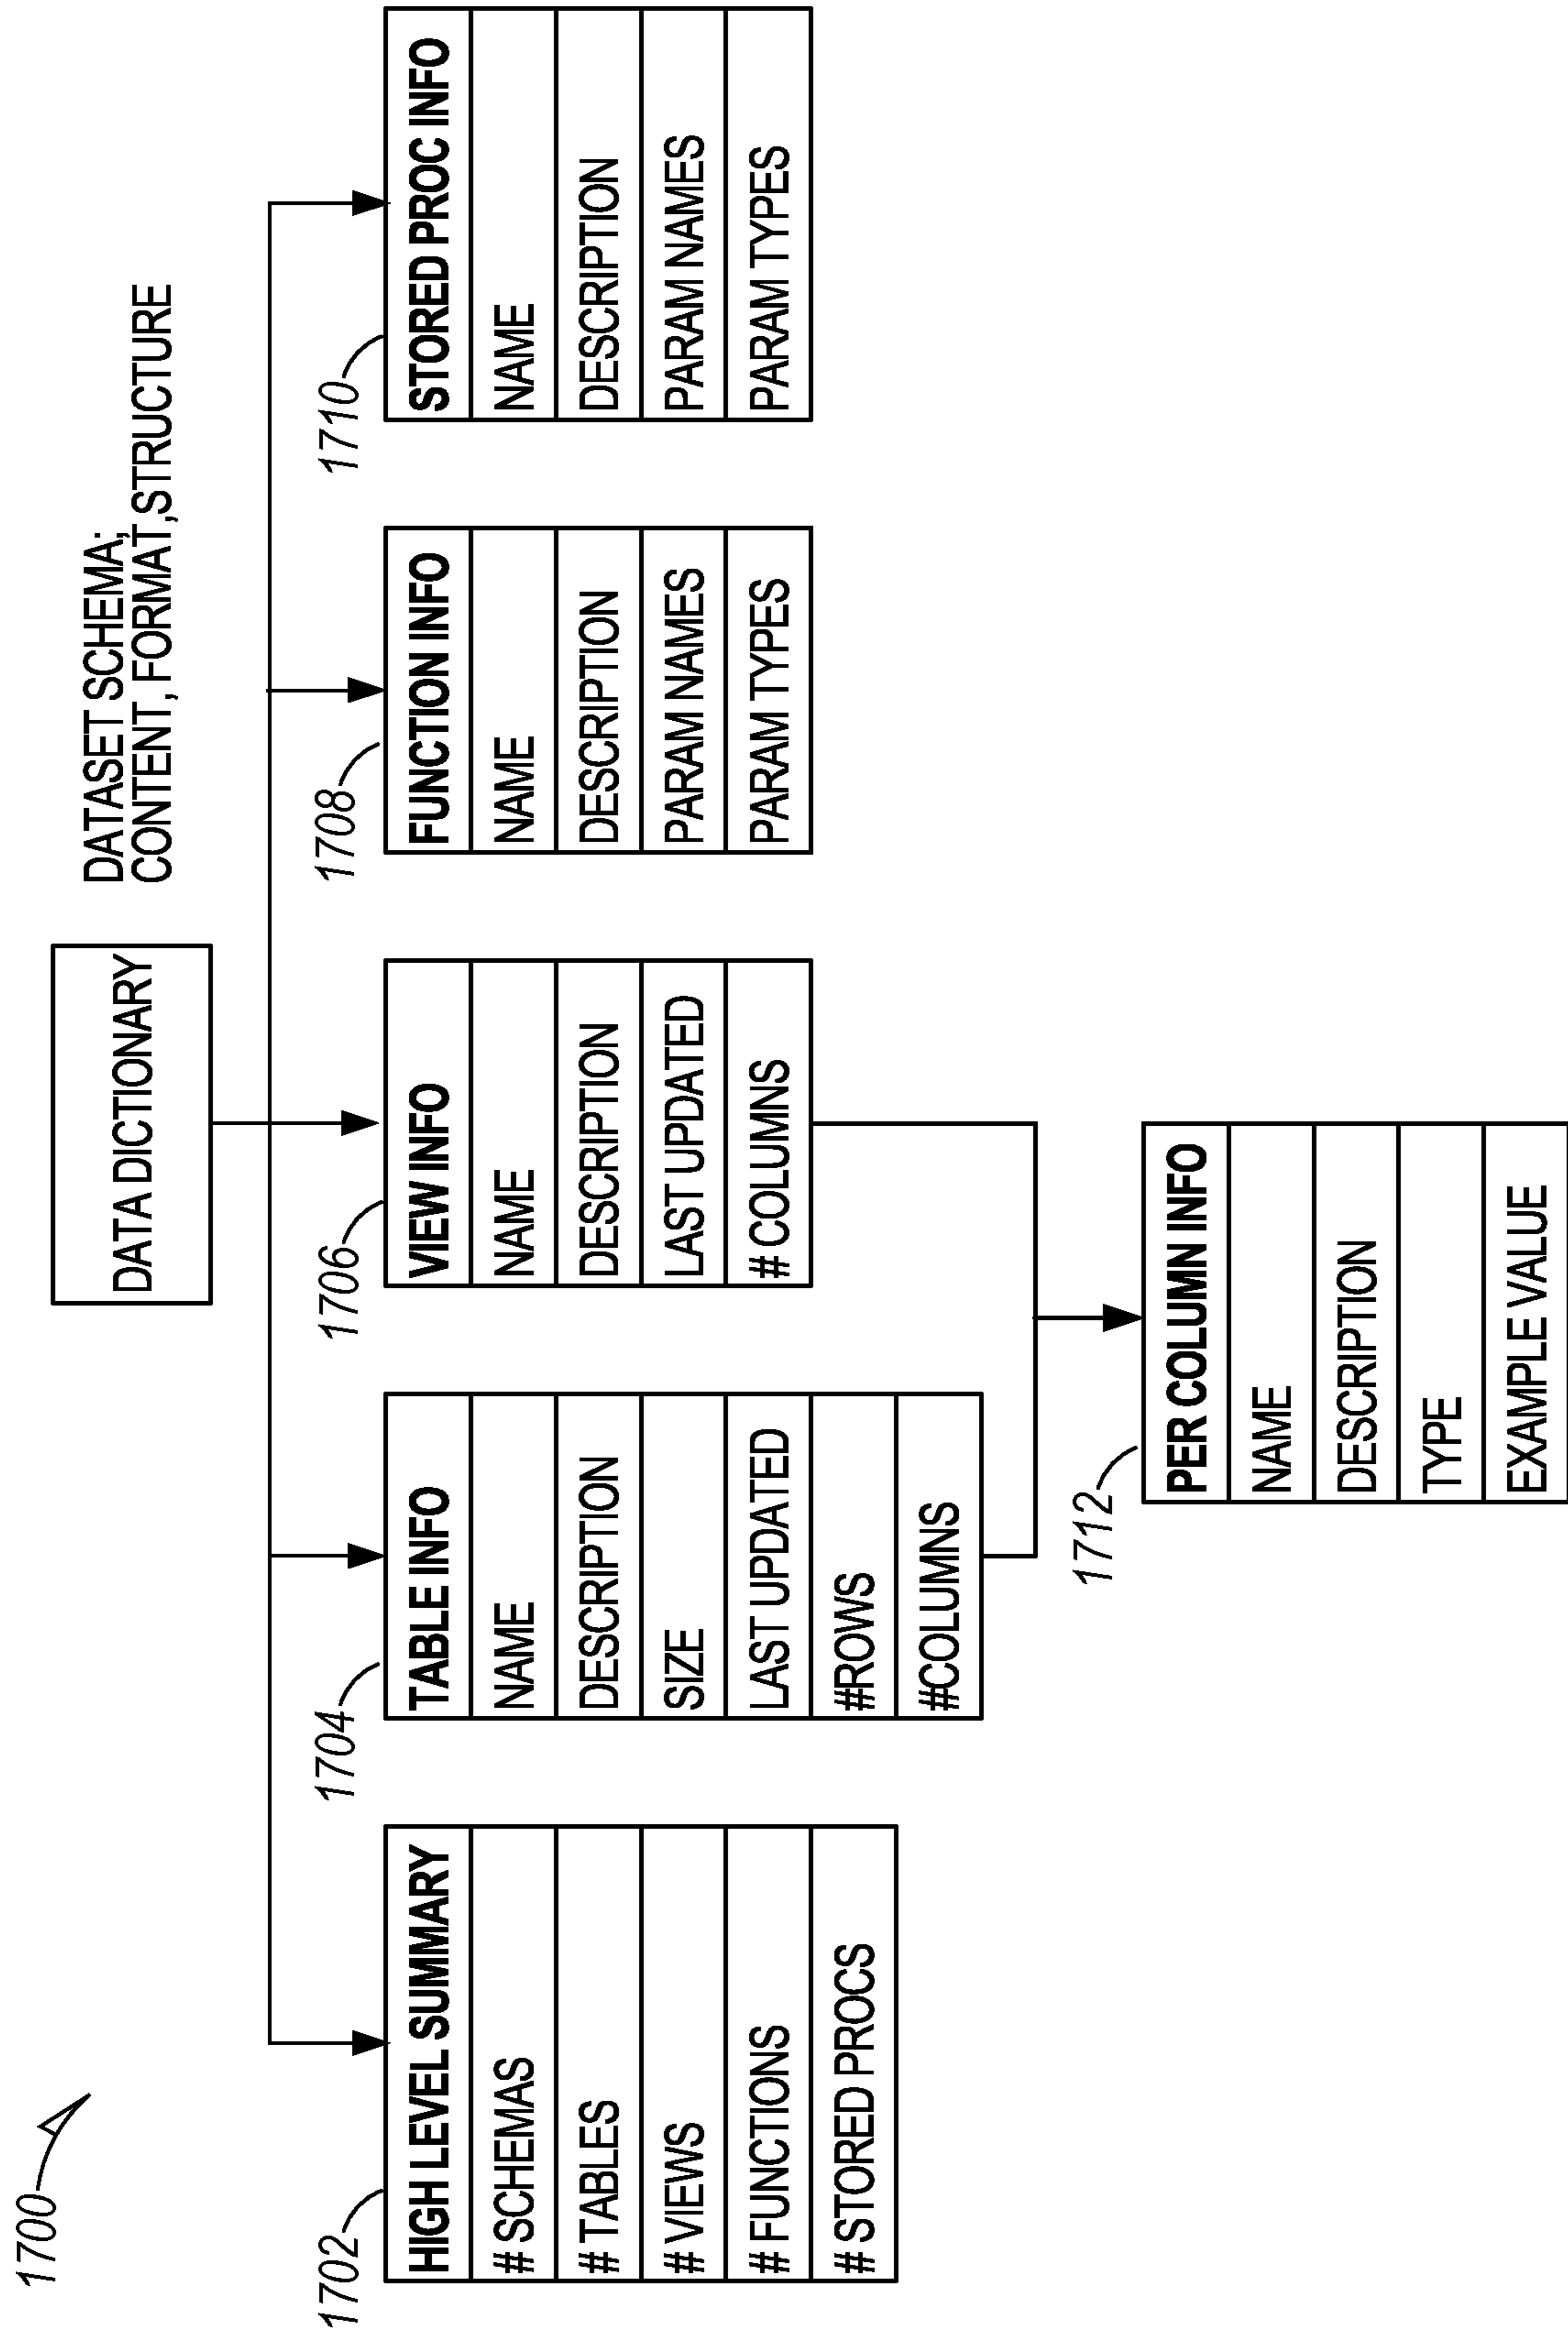 1700
DATA DICTIONARY
DATASET SCHEMA;
CONTENT, FORMAT,STRUCTURE
1702
HIGH LEVEL SUMMARY
# SCHEMAS
# TABLES
# VIEWS
# FUNCTIONS
# STORED PROCS
1704
TABLE INFO
NAME
DESCRIPTION
SIZE
LAST UPDATED
#ROWS
#COLUMNS
1706
VIEW INFO
NAME
DESCRIPTION
LAST UPDATED
# COLUMNS
1708
FUNCTION INFO
NAME
DESCRIPTION
PARAM NAMES
PARAM TYPES
1710
STORED PROC INFO
NAME
DESCRIPTION
PARAM NAMES
PARAM TYPES
1712
PER COLUMN INFO
NAME
DESCRIPTION
TYPE
EXAMPLE VALUE